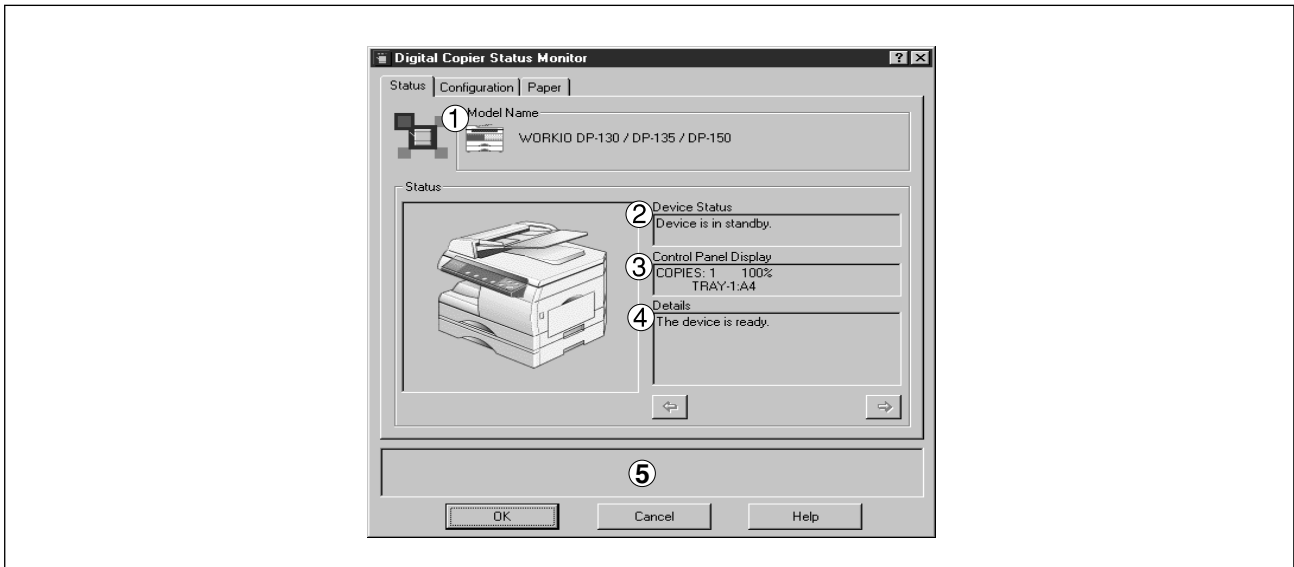 Digital Copier Status Monitor
Status Configuration Paper
① Model Name
WORKIO DP-130 / DP-135 / DP-150
Status
② Device Status
Device is in standby.
③ Control Panel Display
COPIES: 1 100%
TRAY-1:A4
④ Details
The device is ready.
⑤
OK Cancel Help